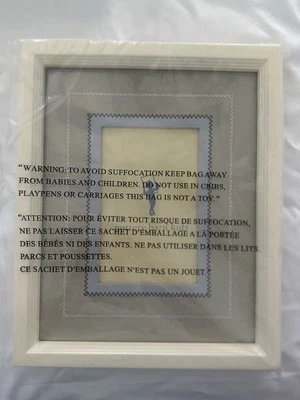 "WARNING: TO AVOID SUFFOCATION KEEP BAG AWAY
FROM BABIES AND CHILDREN. DO NOT USE IN CRIBS,
PLAYPENS OR CARRIAGES THIS BAG IS NOT A TOY."
"ATTENTION: POUR ÉVITER TOUT RISQUE DE SUFFOCATION,
NE PAS LAISSER CE SACHET D'EMBALLAGE A LA PORTÉE
DES BÉBÉS NI DES ENFANTS. NE PAS UTILISER DANS LES LITS,
PARCS ET POUSSETTES.
CE SACHET D'EMBALLAGE N'EST PAS UN JOUET."